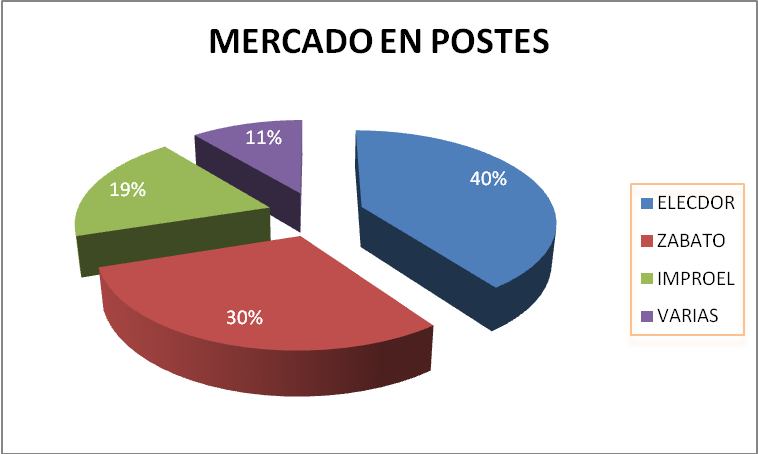 MERCADO EN POSTES
11%
40%
19%
30%
ELECDOR
ZABATO
IMPROEL
VARIAS